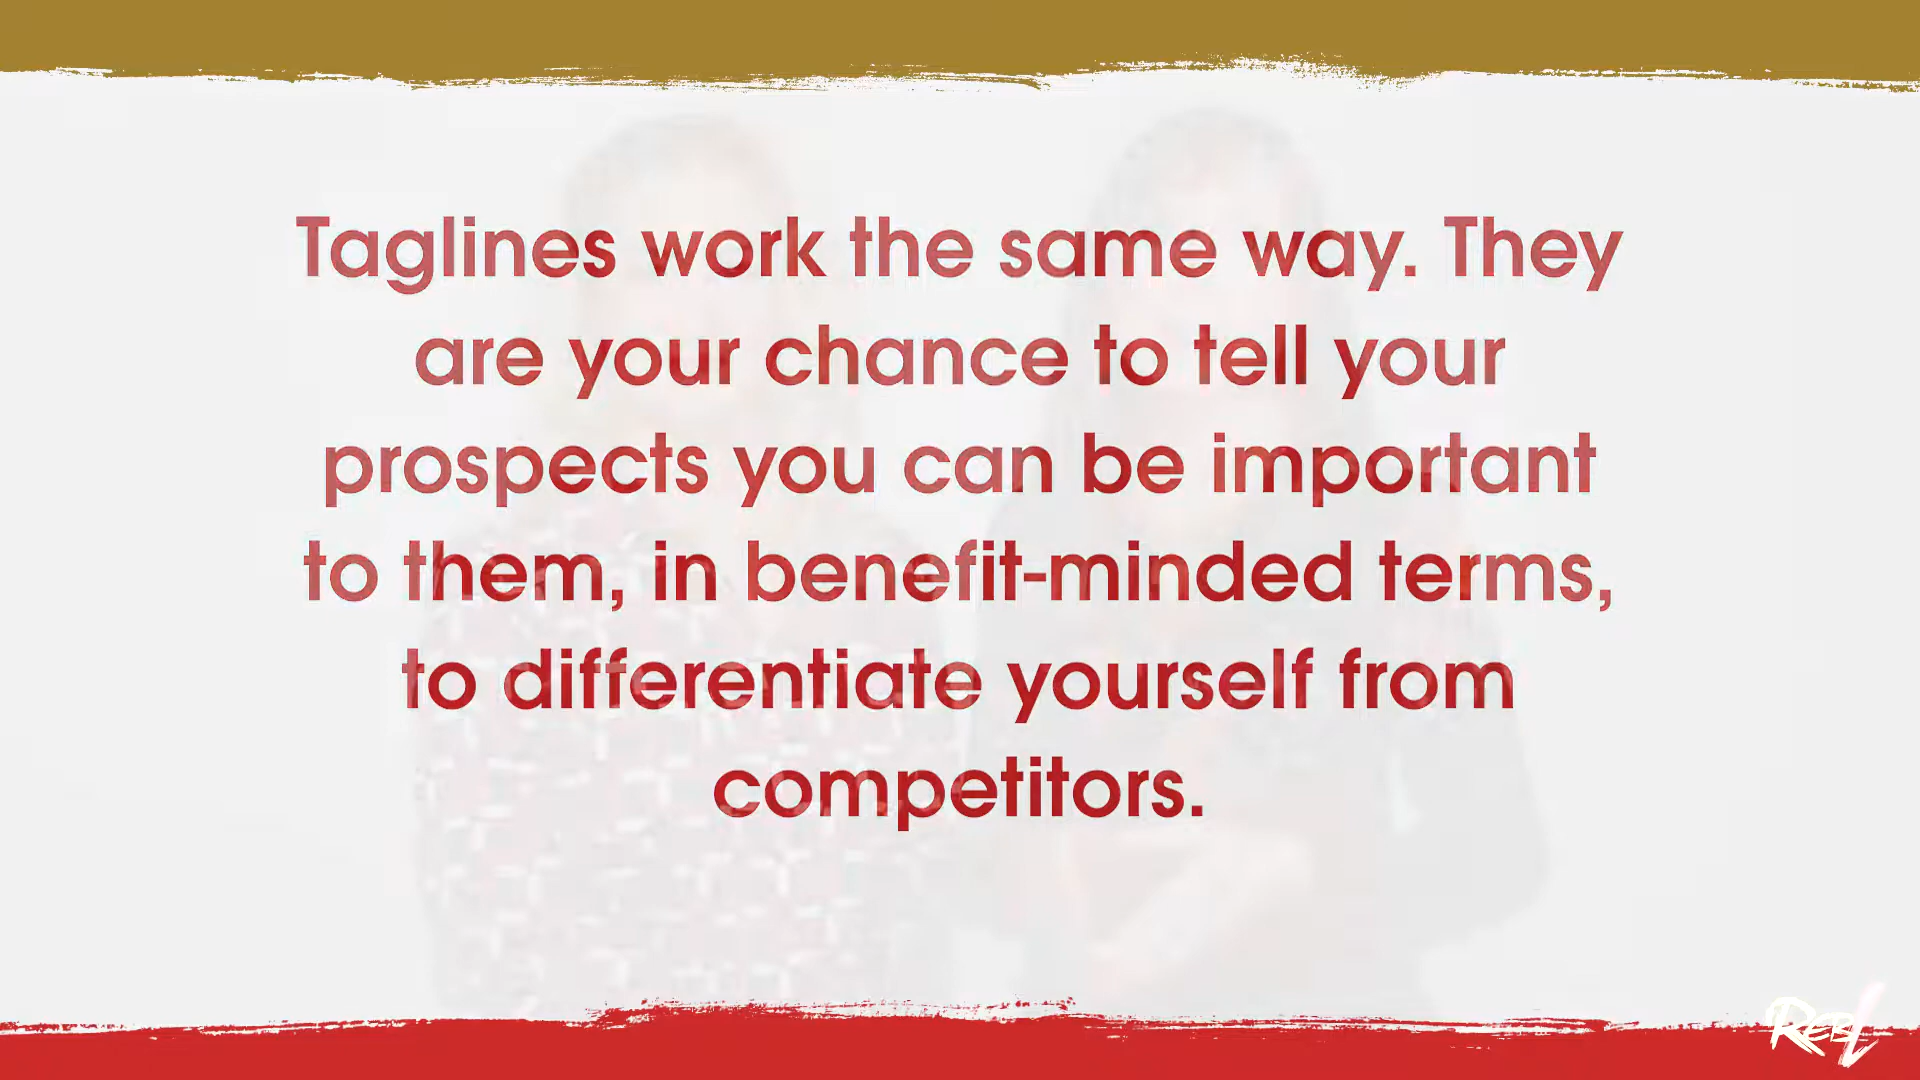 Taglines work the same way. They
are your chance to tell your
prospects you can be important
to them, in benefit-minded terms,
to differentiate yourself from
competitors.
REBL